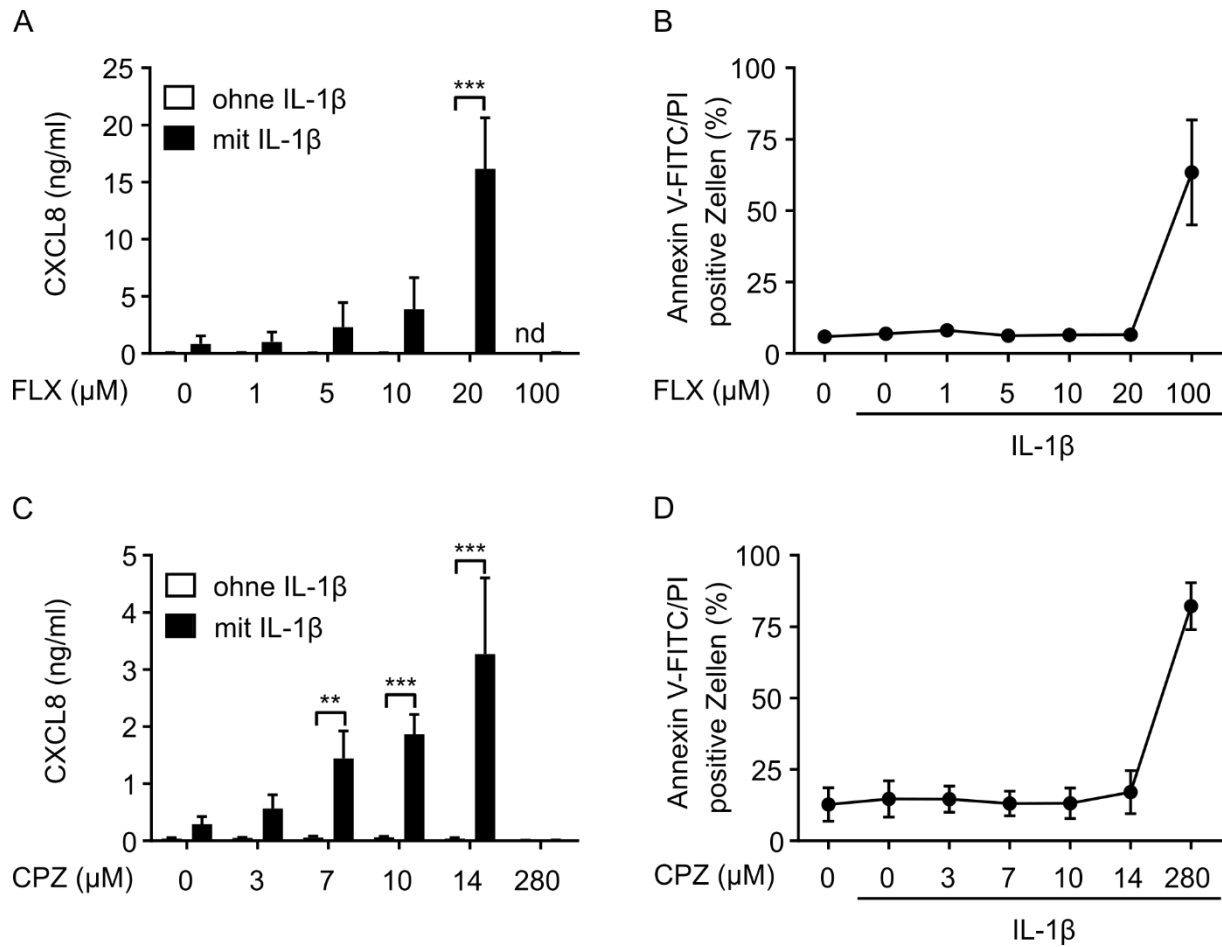 A
CXCL8 (ng/ml)
25
20
15
10
5
0
ohne IL-1β
mit IL-1β
***
nd
FLX (µM)
0 1 5 10 20 100
B
Annexin V-FITC/PI
positive Zellen (%)
100
75
50
25
0
FLX (µM)
0 0 1 5 10 20 100
IL-1β
C
CXCL8 (ng/ml)
5
4
3
2
1
0
ohne IL-1β
mit IL-1β
**
***
***
CPZ (µM)
0 3 7 10 14 280
D
Annexin V-FITC/PI
positive Zellen (%)
100
75
50
25
0
CPZ (µM)
0 0 3 7 10 14 280
IL-1β